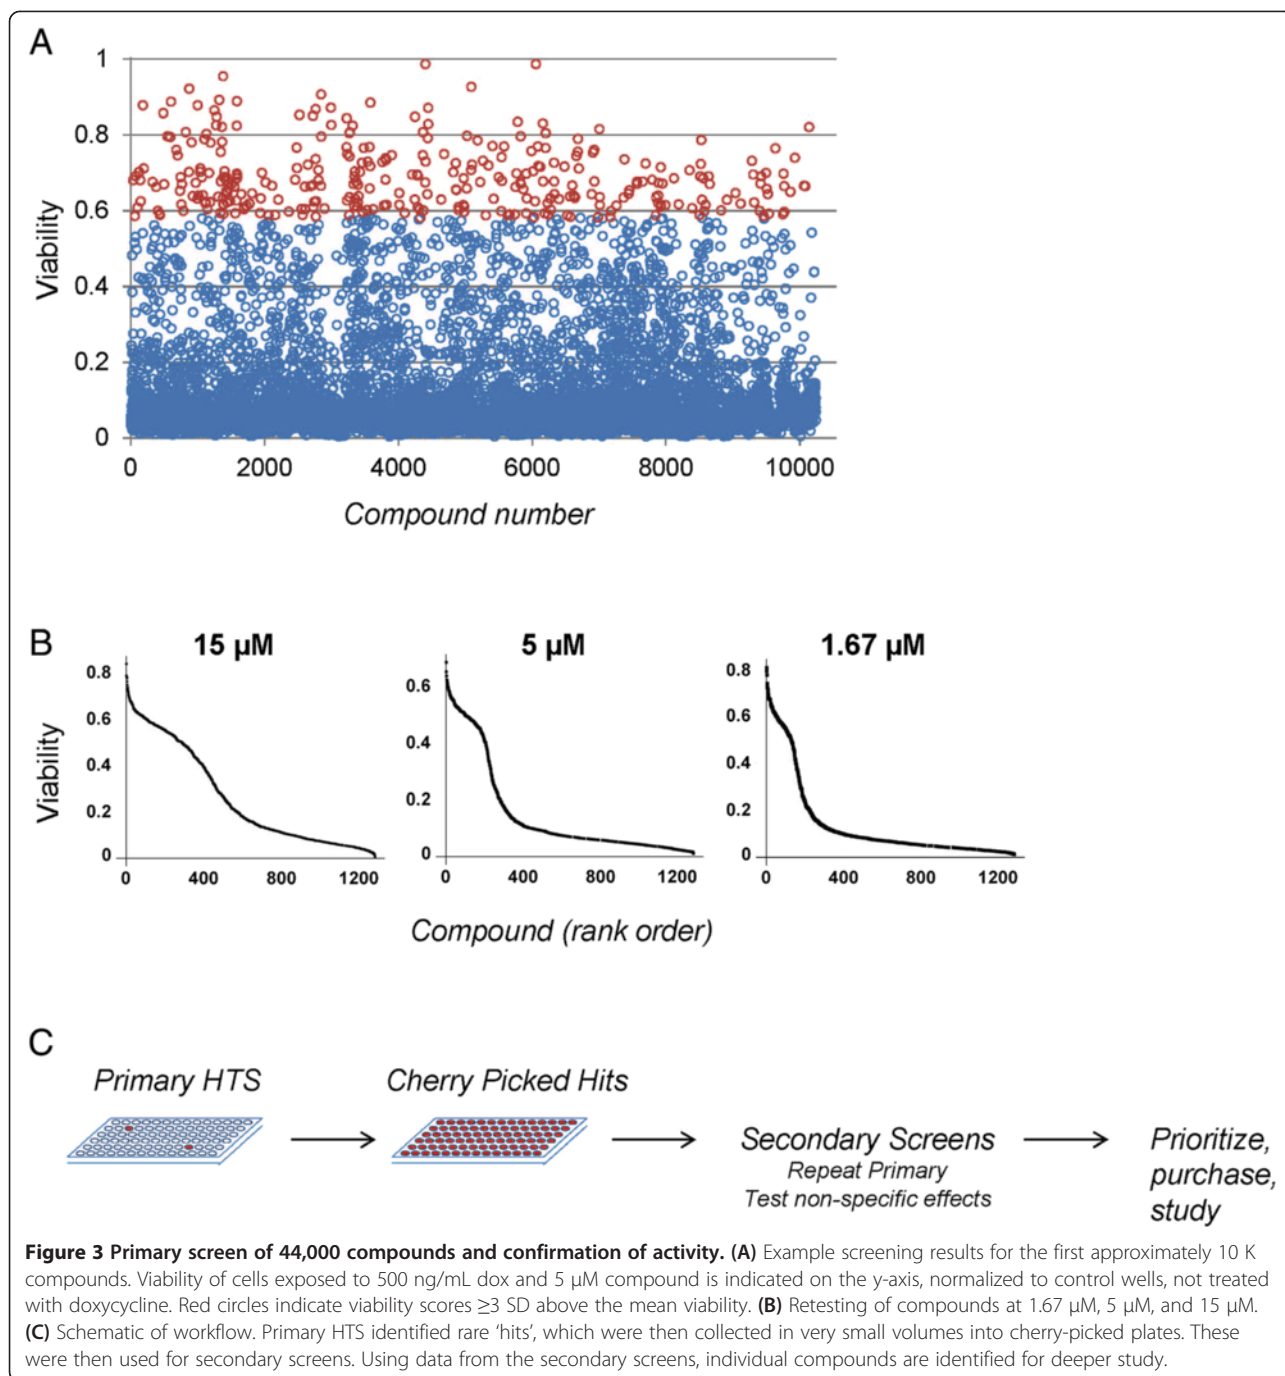 A
1
0.8
0.6
0.4
0.2
0
Viability
0 2000 4000 6000 8000 10000
Compound number
B
15 µM 5 µM 1.67 µM
0.8
0.6
0.4
0.2
0
0.6
0.4
0.2
0
0.8
0.6
0.4
0.2
0
Viability
0 400 800 1200 0 400 800 1200 0 400 800 1200
Compound (rank order)
C
Primary HTS Cherry Picked Hits
Secondary Screens
Repeat Primary
Test non-specific effects
Prioritize,
purchase,
study
Figure 3 Primary screen of 44,000 compounds and confirmation of activity. (A) Example screening results for the first approximately 10 K
compounds. Viability of cells exposed to 500 ng/mL dox and 5 µM compound is indicated on the y-axis, normalized to control wells, not treated
with doxycycline. Red circles indicate viability scores ≥3 SD above the mean viability. (B) Retesting of compounds at 1.67 µM, 5 µM, and 15 µM.
(C) Schematic of workflow. Primary HTS identified rare ‘hits’, which were then collected in very small volumes into cherry-picked plates. These
were then used for secondary screens. Using data from the secondary screens, individual compounds are identified for deeper study.